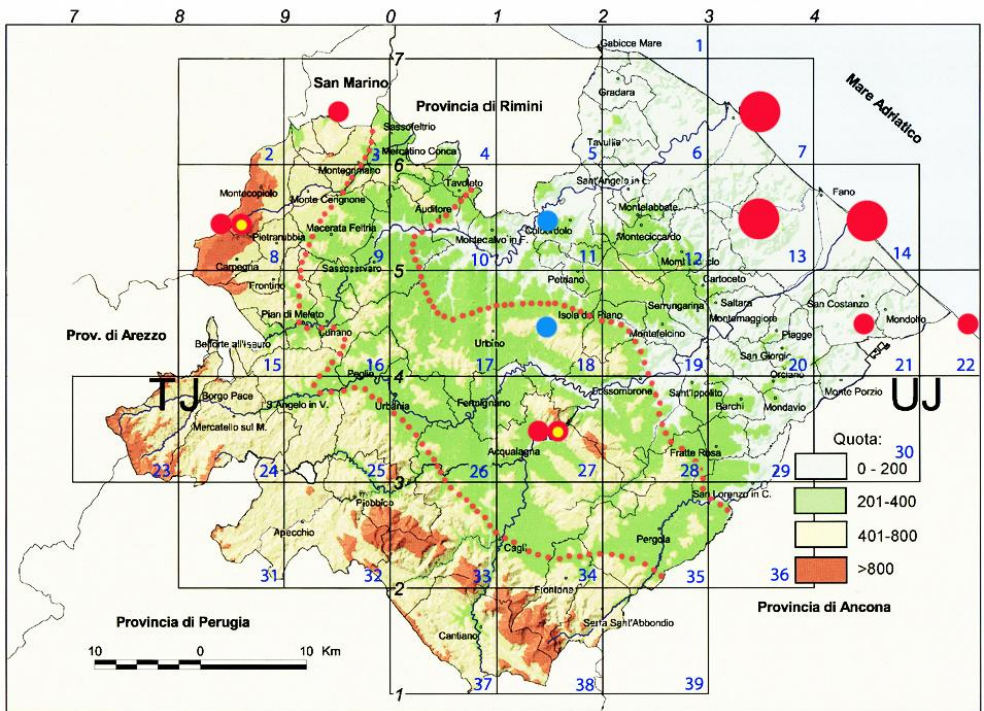 7 8 9 0 1 2 3 4
Gabicce Mare 1
7
San Marino
Gradara
Mare Adriatico
Provincia di Rimini
Sassofeltrio
Tavullia
Mercatino Conca
2 3 4 5 6 7
6
Montegrimano
Sant'Angelo in L.
Tavoleto
Montecopiolo
Fano
Monte Cerignone
Auditore
Montelabbate
Macerata Feltria
Colbordolo
Monteciccardo
Pietrarubbia
Montecalvo in F.
8 9 10 11 12 13 14
Carpegna
Sassocorvaro
5
Petriano
Cartoceto
Frontino
San Costanzo
Saltara
Serrungarina
Pian di Meleto
Isola del Piano
Montemaggiore
Mondolfo
Lunano
Montefelcino
Piagge
Prov. di Arezzo
Belforte all'Isauro
Urbino
San Giorgio
15 16 17 18 19 20 21 22
Peglio
4
Orciano
TJ
Borgo Pace
Fossombrone
Sant'Ippolito
Monte Porzio
UJ
S.Angelo in V.
Urbania
Fermignano
Barchi
Mondavio
Mercatello sul M.
Quota:
Acqualagna
Fratte Rosa
30
23 24 25 26 27 28 29
0 - 200
3
San Lorenzo in C.
Piobbico
201-400
Apecchio
401-800
Cagli
Pergola
>800
31 32 33 34 35 36
2
Frontone
Provincia di Ancona
Provincia di Perugia
Serra Sant'Abbondio
Cantiano
10 0 10 Km
37 38 39
1